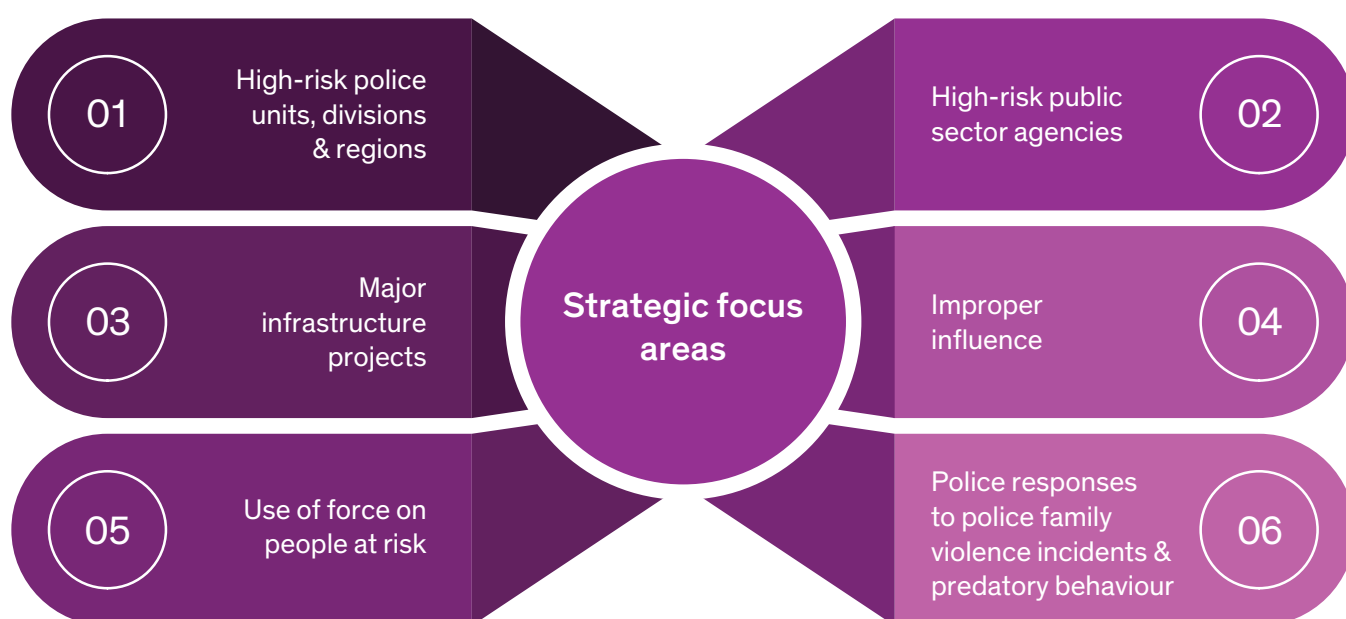 01
High-risk police
units, divisions
& regions
High-risk public
sector agencies
02
03
Major
infrastructure
projects
Strategic focus
areas
Improper
influence
04
05
Use of force on
people at risk
Police responses
to police family
violence incidents &
predatory behaviour
06